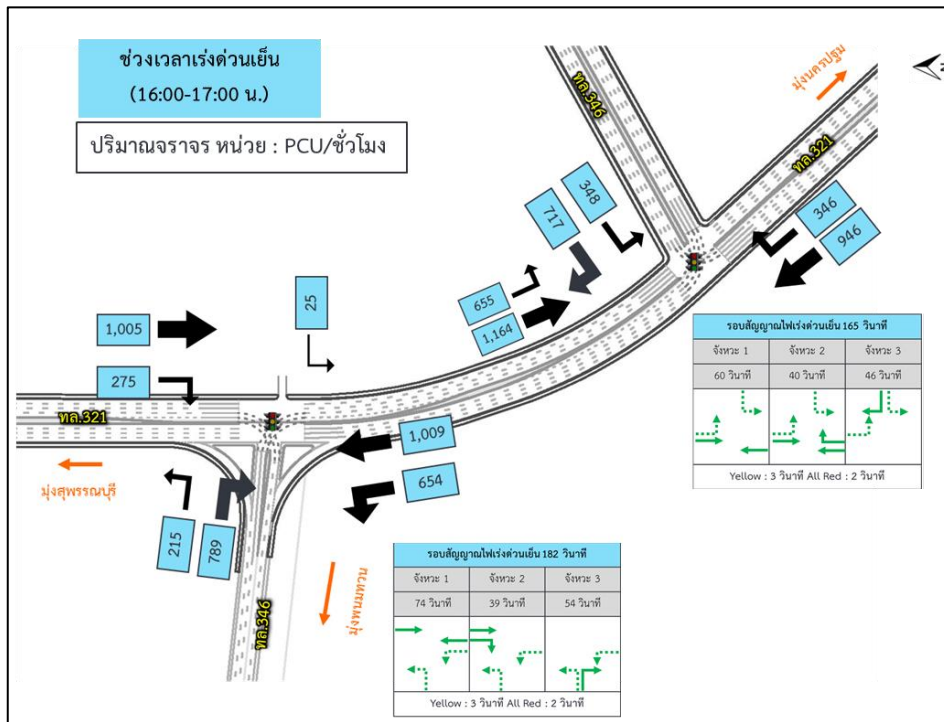 ช่วงเวลาเร่งด่วนเย็น
(16:00-17:00 น.)
ปริมาณจราจร หน่วย : PCU/ชั่วโมง
ทล.346
มุ่งนครปฐม
ทล.321
348
717
346
946
655
1,164
25
1,005
275
ทล.321
1,009
654
มุ่งสุพรรณบุรี
215
789
ทล.346
มุ่งพนมทวน
รอบสัญญาณไฟเร่งด่วนเย็น 165 วินาที
จังหวะ 1 จังหวะ 2 จังหวะ 3
60 วินาที 40 วินาที 46 วินาที
Yellow : 3 วินาที All Red : 2 วินาที
รอบสัญญาณไฟเร่งด่วนเย็น 182 วินาที
จังหวะ 1 จังหวะ 2 จังหวะ 3
74 วินาที 39 วินาที 54 วินาที
Yellow : 3 วินาที All Red : 2 วินาที